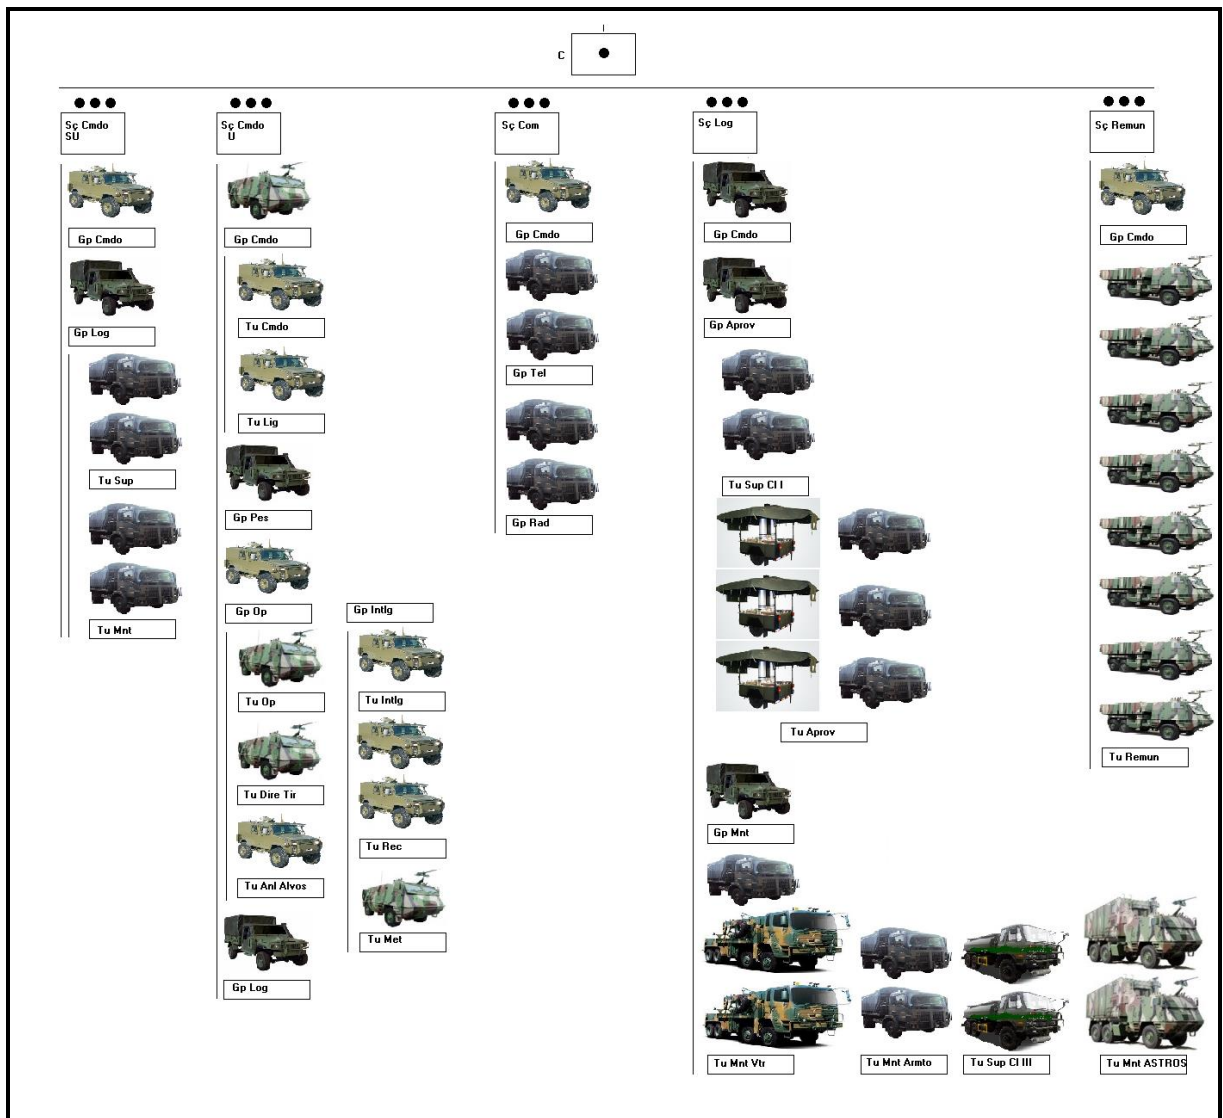 C
Sç Cmdo
SU
Gp Cmdo
Gp Log
Tu Sup
Tu Mnt
Sç Cmdo
U
Gp Cmdo
Tu Cmdo
Tu Lig
Gp Pes
Gp Op
Tu Op
Tu Dire Tir
Tu Anl Alvos
Gp Log
Gp Intlg
Tu Intlg
Tu Rec
Tu Met
Sç Com
Gp Cmdo
Gp Tel
Gp Rad
Sç Log
Gp Cmdo
Gp Aprov
Tu Sup Cl I
Tu Aprov
Gp Mnt
Tu Mnt Vtr
Tu Mnt Armto
Tu Sup Cl III
Tu Mnt ASTROS
Sç Remun
Gp Cmdo
Tu Remun